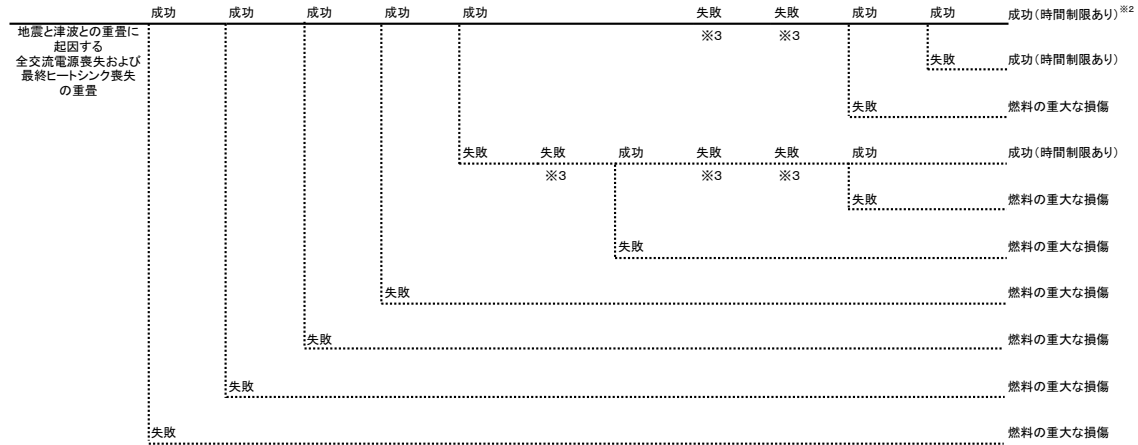 成功 成功 成功 成功 成功 失敗 失敗 成功 成功 成功（時間制限あり）※2
※3 ※3
地震と津波との重畳に
起因する
全交流電源喪失および
最終ヒートシンク喪失
の重畳
失敗 成功（時間制限あり）
失敗 燃料の重大な損傷
失敗 失敗 成功 失敗 失敗 成功 成功（時間制限あり）
※3 ※3 ※3
失敗 燃料の重大な損傷
失敗 燃料の重大な損傷
失敗 燃料の重大な損傷
失敗 燃料の重大な損傷
失敗 燃料の重大な損傷
失敗 燃料の重大な損傷